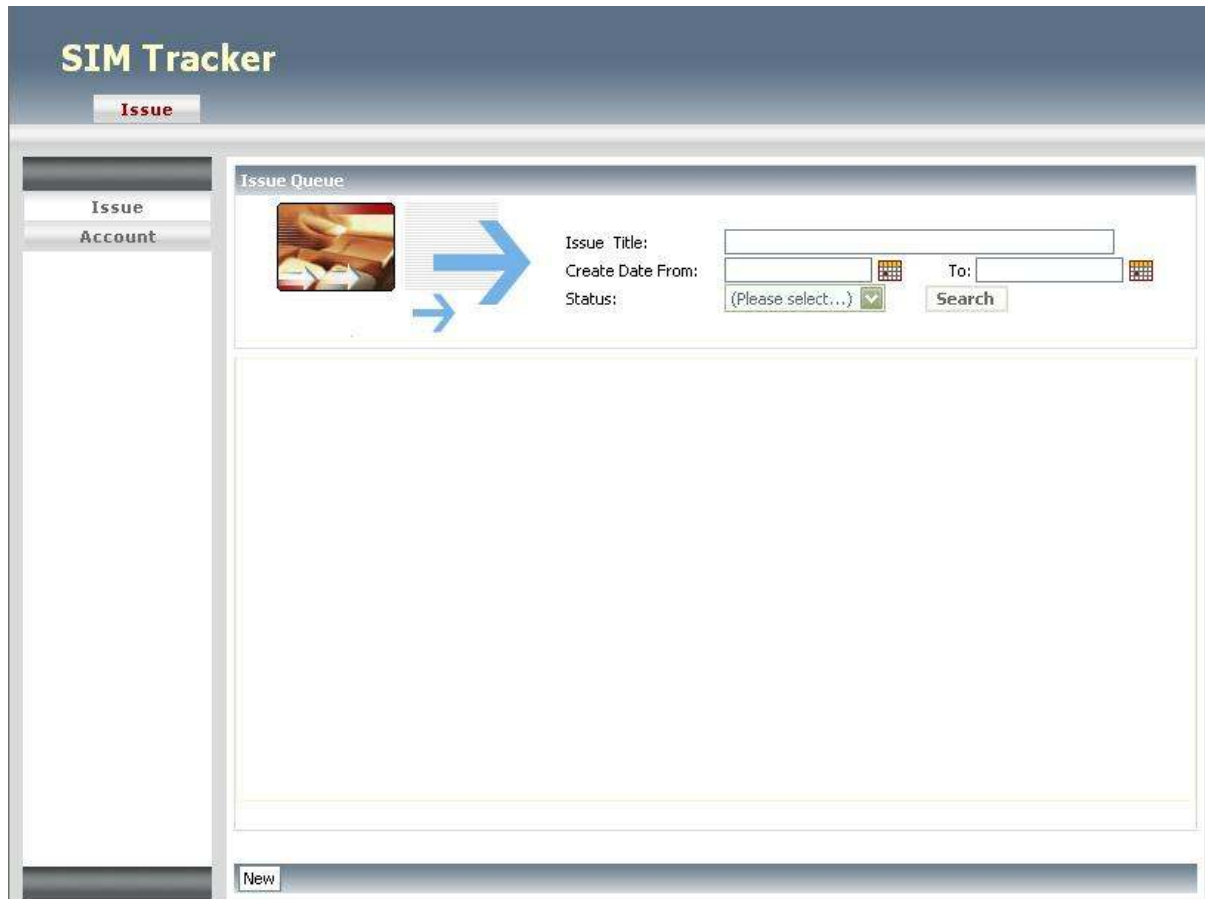 SIM Tracker
Issue
Issue
Account
Issue Queue
Issue Title:
Create Date From: To:
Status: (Please select...) Search
New